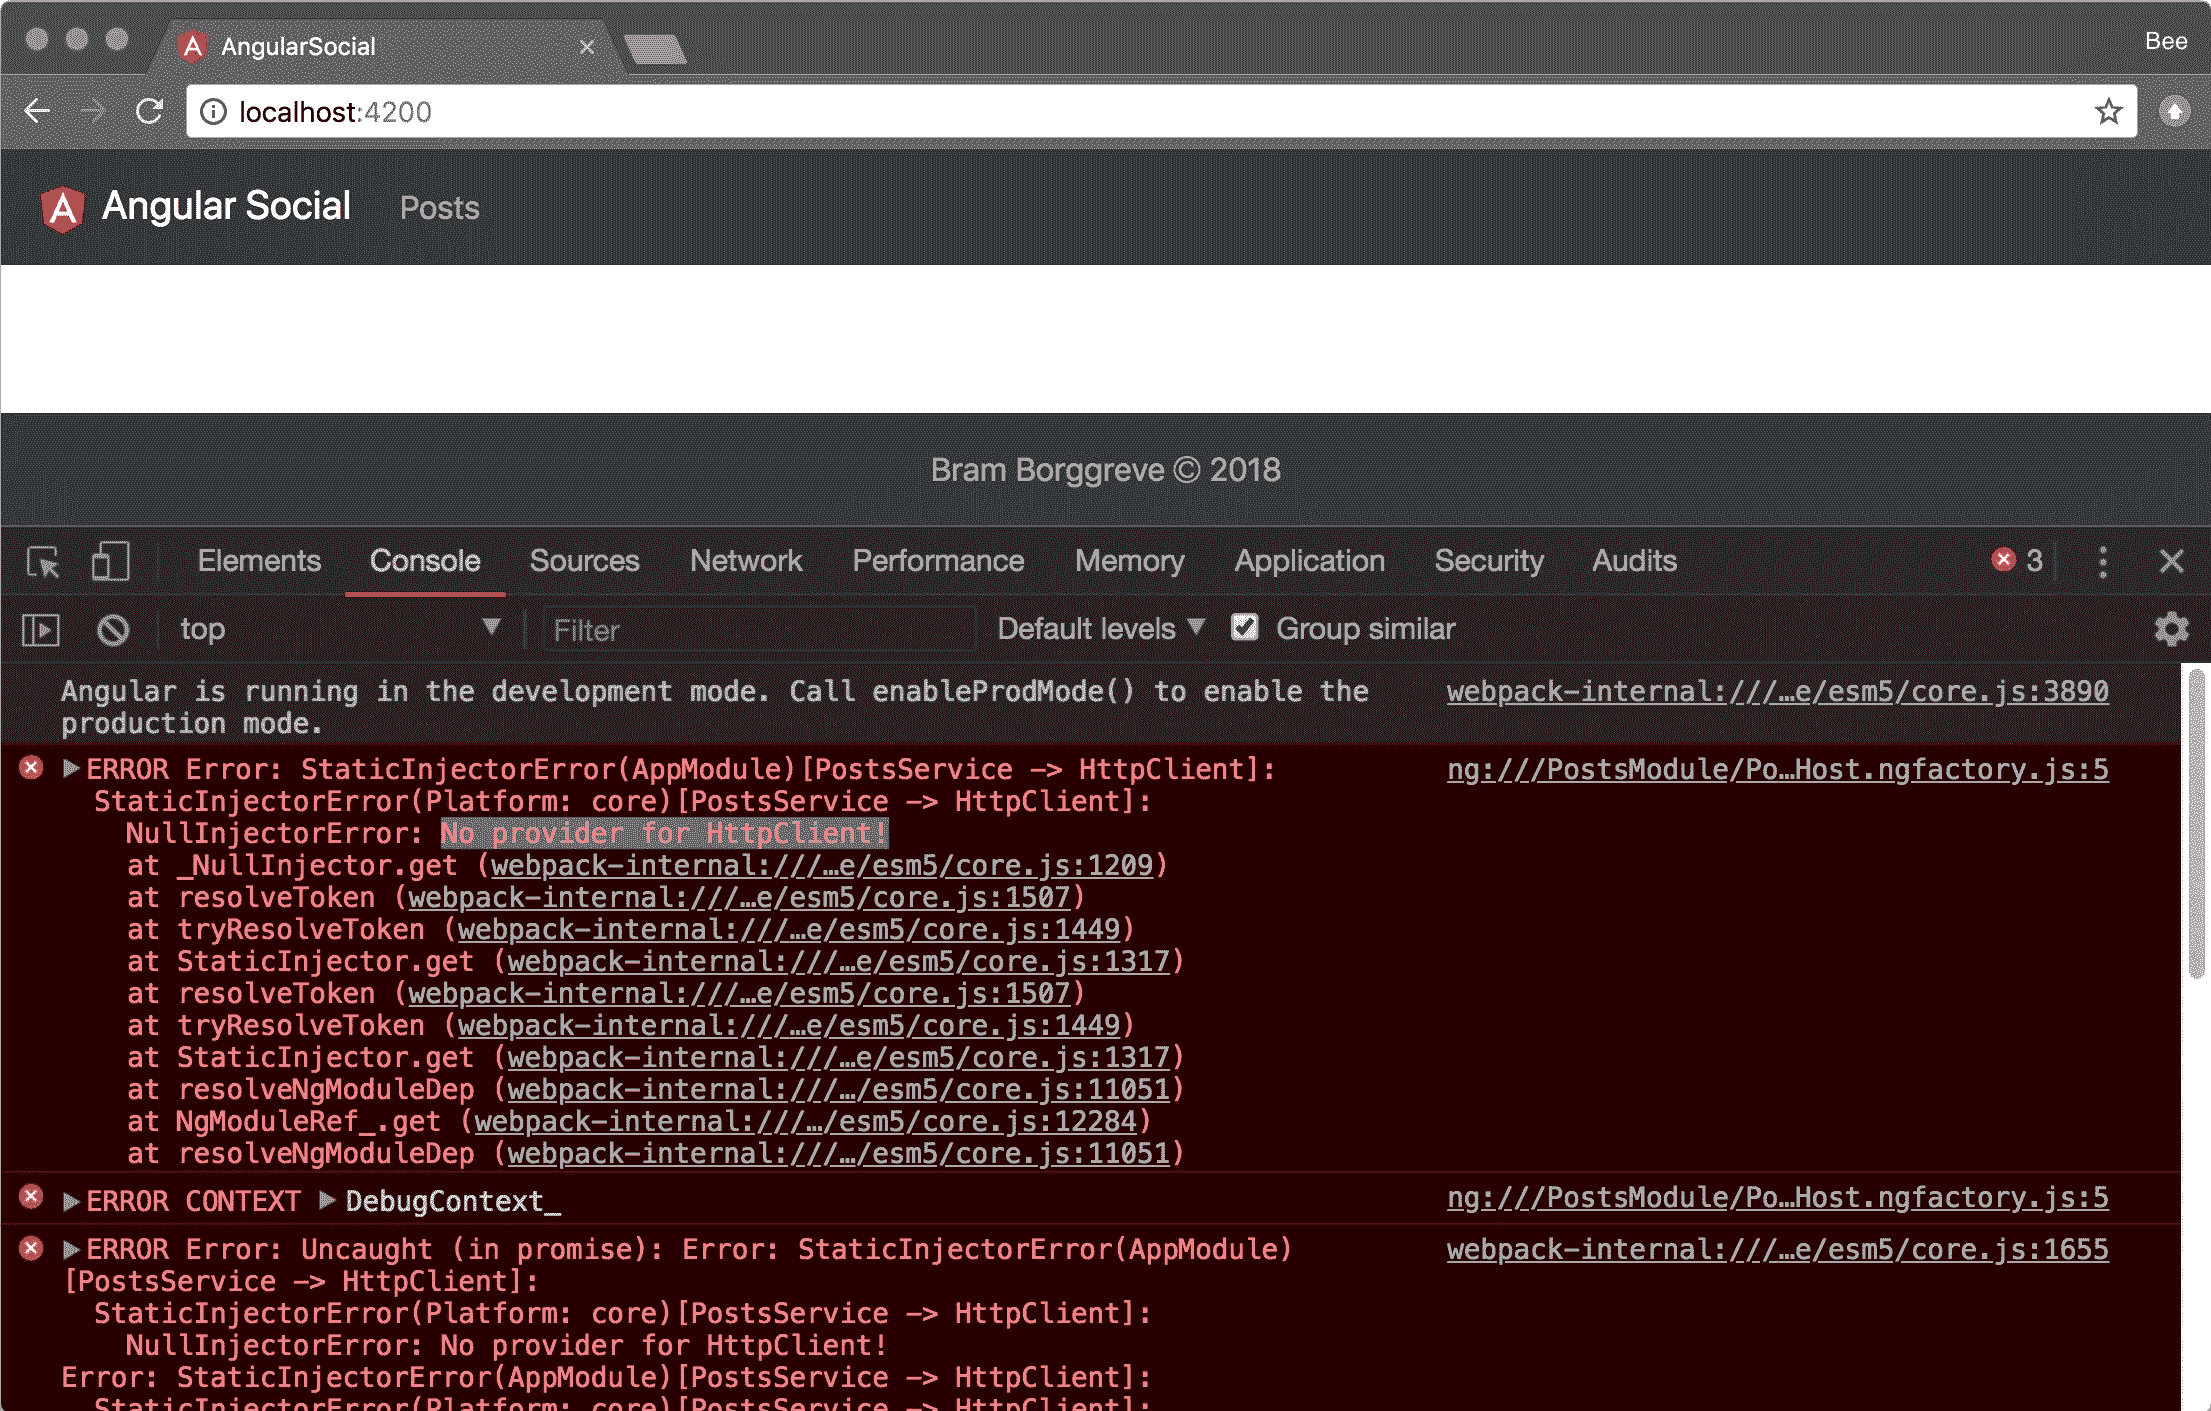 AngularSocial
Bee
localhost:4200
Angular Social Posts
Bram Borggreve © 2018
Elements Console Sources Network Performance Memory Application Security Audits 3
top Filter Default levels Group similar
Angular is running in the development mode. Call enableProdMode() to enable the webpack-internal:///…e/esm5/core.js:3890
production mode.
ERROR Error: StaticInjectorError(AppModule)[PostsService -> HttpClient]: ng:///PostsModule/Po…Host.ngfactory.js:5
StaticInjectorError(Platform: core)[PostsService -> HttpClient]:
NullInjectorError: No provider for HttpClient!
at _NullInjector.get (webpack-internal:///…e/esm5/core.js:1209)
at resolveToken (webpack-internal:///…e/esm5/core.js:1507)
at tryResolveToken (webpack-internal:///…e/esm5/core.js:1449)
at StaticInjector.get (webpack-internal:///…e/esm5/core.js:1317)
at resolveToken (webpack-internal:///…e/esm5/core.js:1507)
at tryResolveToken (webpack-internal:///…e/esm5/core.js:1449)
at StaticInjector.get (webpack-internal:///…e/esm5/core.js:1317)
at resolveNgModuleDep (webpack-internal:///…/esm5/core.js:11051)
at NgModuleRef_.get (webpack-internal:///…/esm5/core.js:12284)
at resolveNgModuleDep (webpack-internal:///…/esm5/core.js:11051)
ERROR CONTEXT DebugContext_ ng:///PostsModule/Po…Host.ngfactory.js:5
ERROR Error: Uncaught (in promise): Error: StaticInjectorError(AppModule) webpack-internal:///…e/esm5/core.js:1655
[PostsService -> HttpClient]:
StaticInjectorError(Platform: core)[PostsService -> HttpClient]:
NullInjectorError: No provider for HttpClient!
Error: StaticInjectorError(AppModule)[PostsService -> HttpClient]:
StaticInjectorError(Platform: core)[PostsService -> HttpClient]: